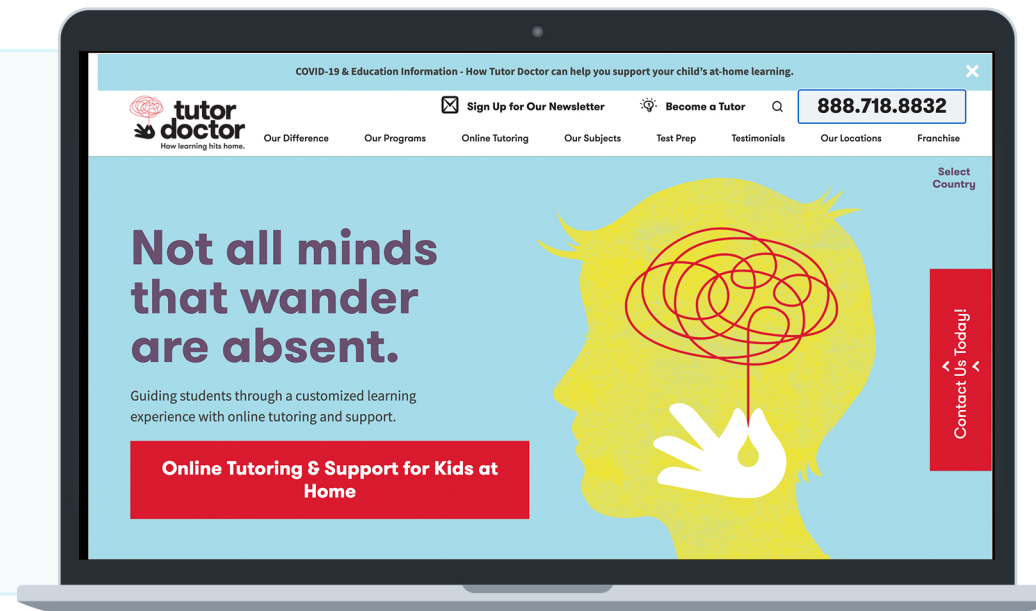 COVID-19 & Education Information - How Tutor Doctor can help you support your child's at-home learning.
tutor
doctor
How learning hits home.
Sign Up for Our Newsletter
Become a Tutor
888.718.8832
Our Difference
Our Programs
Online Tutoring
Our Subjects
Test Prep
Testimonials
Our Locations
Franchise
Select
Country
Not all minds
that wander
are absent.
Guiding students through a customized learning
experience with online tutoring and support.
Online Tutoring & Support for Kids at
Home
Contact Us Today!